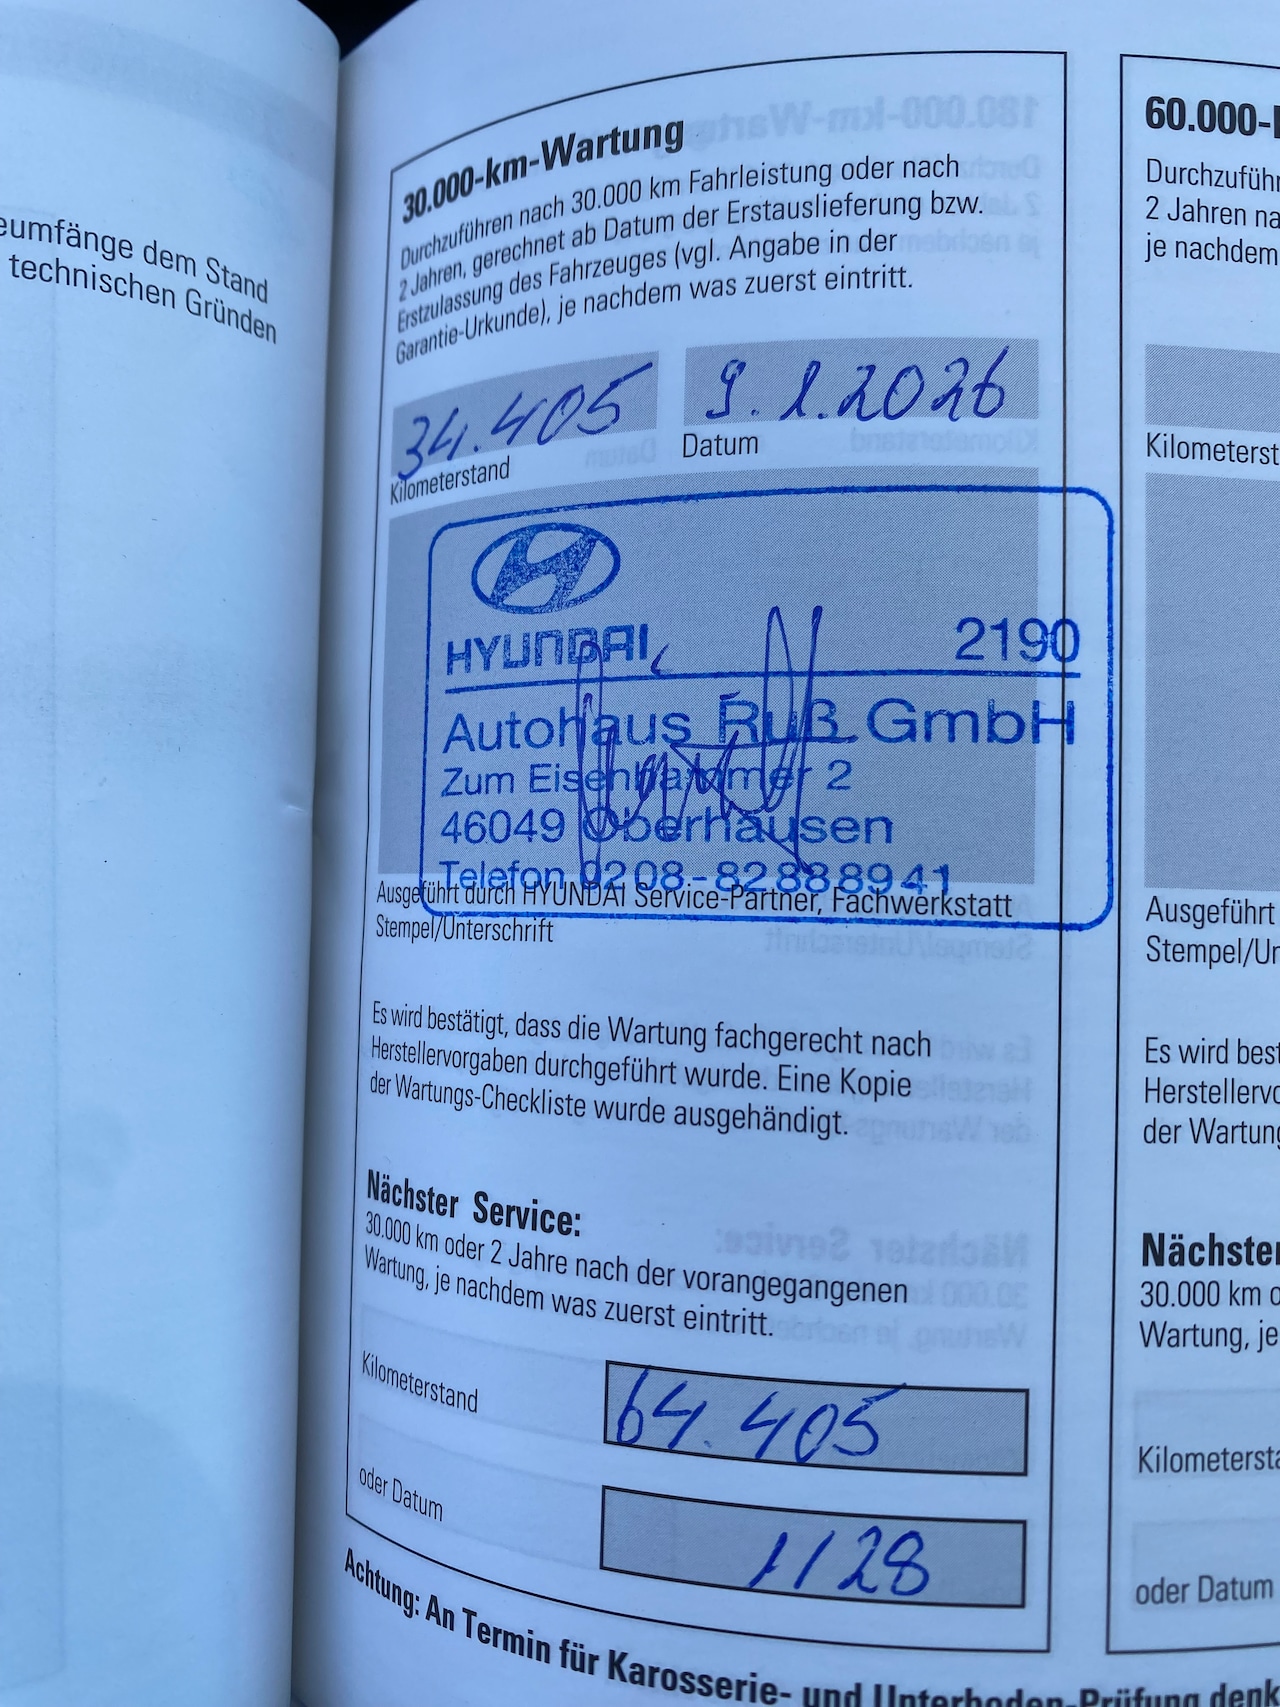 eumfänge dem Stand
technischen Gründen
30.000-km-Wartung
Durchzuführen nach 30.000 km Fahrleistung oder nach
2 Jahren, gerechnet ab Datum der Erstauslieferung bzw.
Erstzulassung des Fahrzeuges (vgl. Angabe in der
Garantie-Urkunde), je nachdem was zuerst eintritt.
34.405
9.1.2026
Kilometerstand
Datum
HYUNDAI
2190
Autohaus Ruß GmbH
Zum Eisenhammer 2
46049 Oberhausen
Telefon 0208-82888941
Ausgeführt durch HYUNDAI Service-Partner, Fachwerkstatt
Stempel/Unterschrift
Es wird bestätigt, dass die Wartung fachgerecht nach
Herstellervorgaben durchgeführt wurde. Eine Kopie
der Wartungs-Checkliste wurde ausgehändigt.
Nächster Service:
30.000 km oder 2 Jahre nach der vorangegangenen
Wartung, je nachdem was zuerst eintritt.
Kilometerstand
64.405
oder Datum
1/28
Achtung: An Termin für Karosserie- und Unterboden-Prüfung denk
60.000-
Durchzuführ
2 Jahren na
je nachdem
Kilometerst
Ausgeführt
Stempel/Un
Es wird best
Herstellervo
der Wartung
Nächster
30.000 km o
Wartung, je
Kilometersta
oder Datum